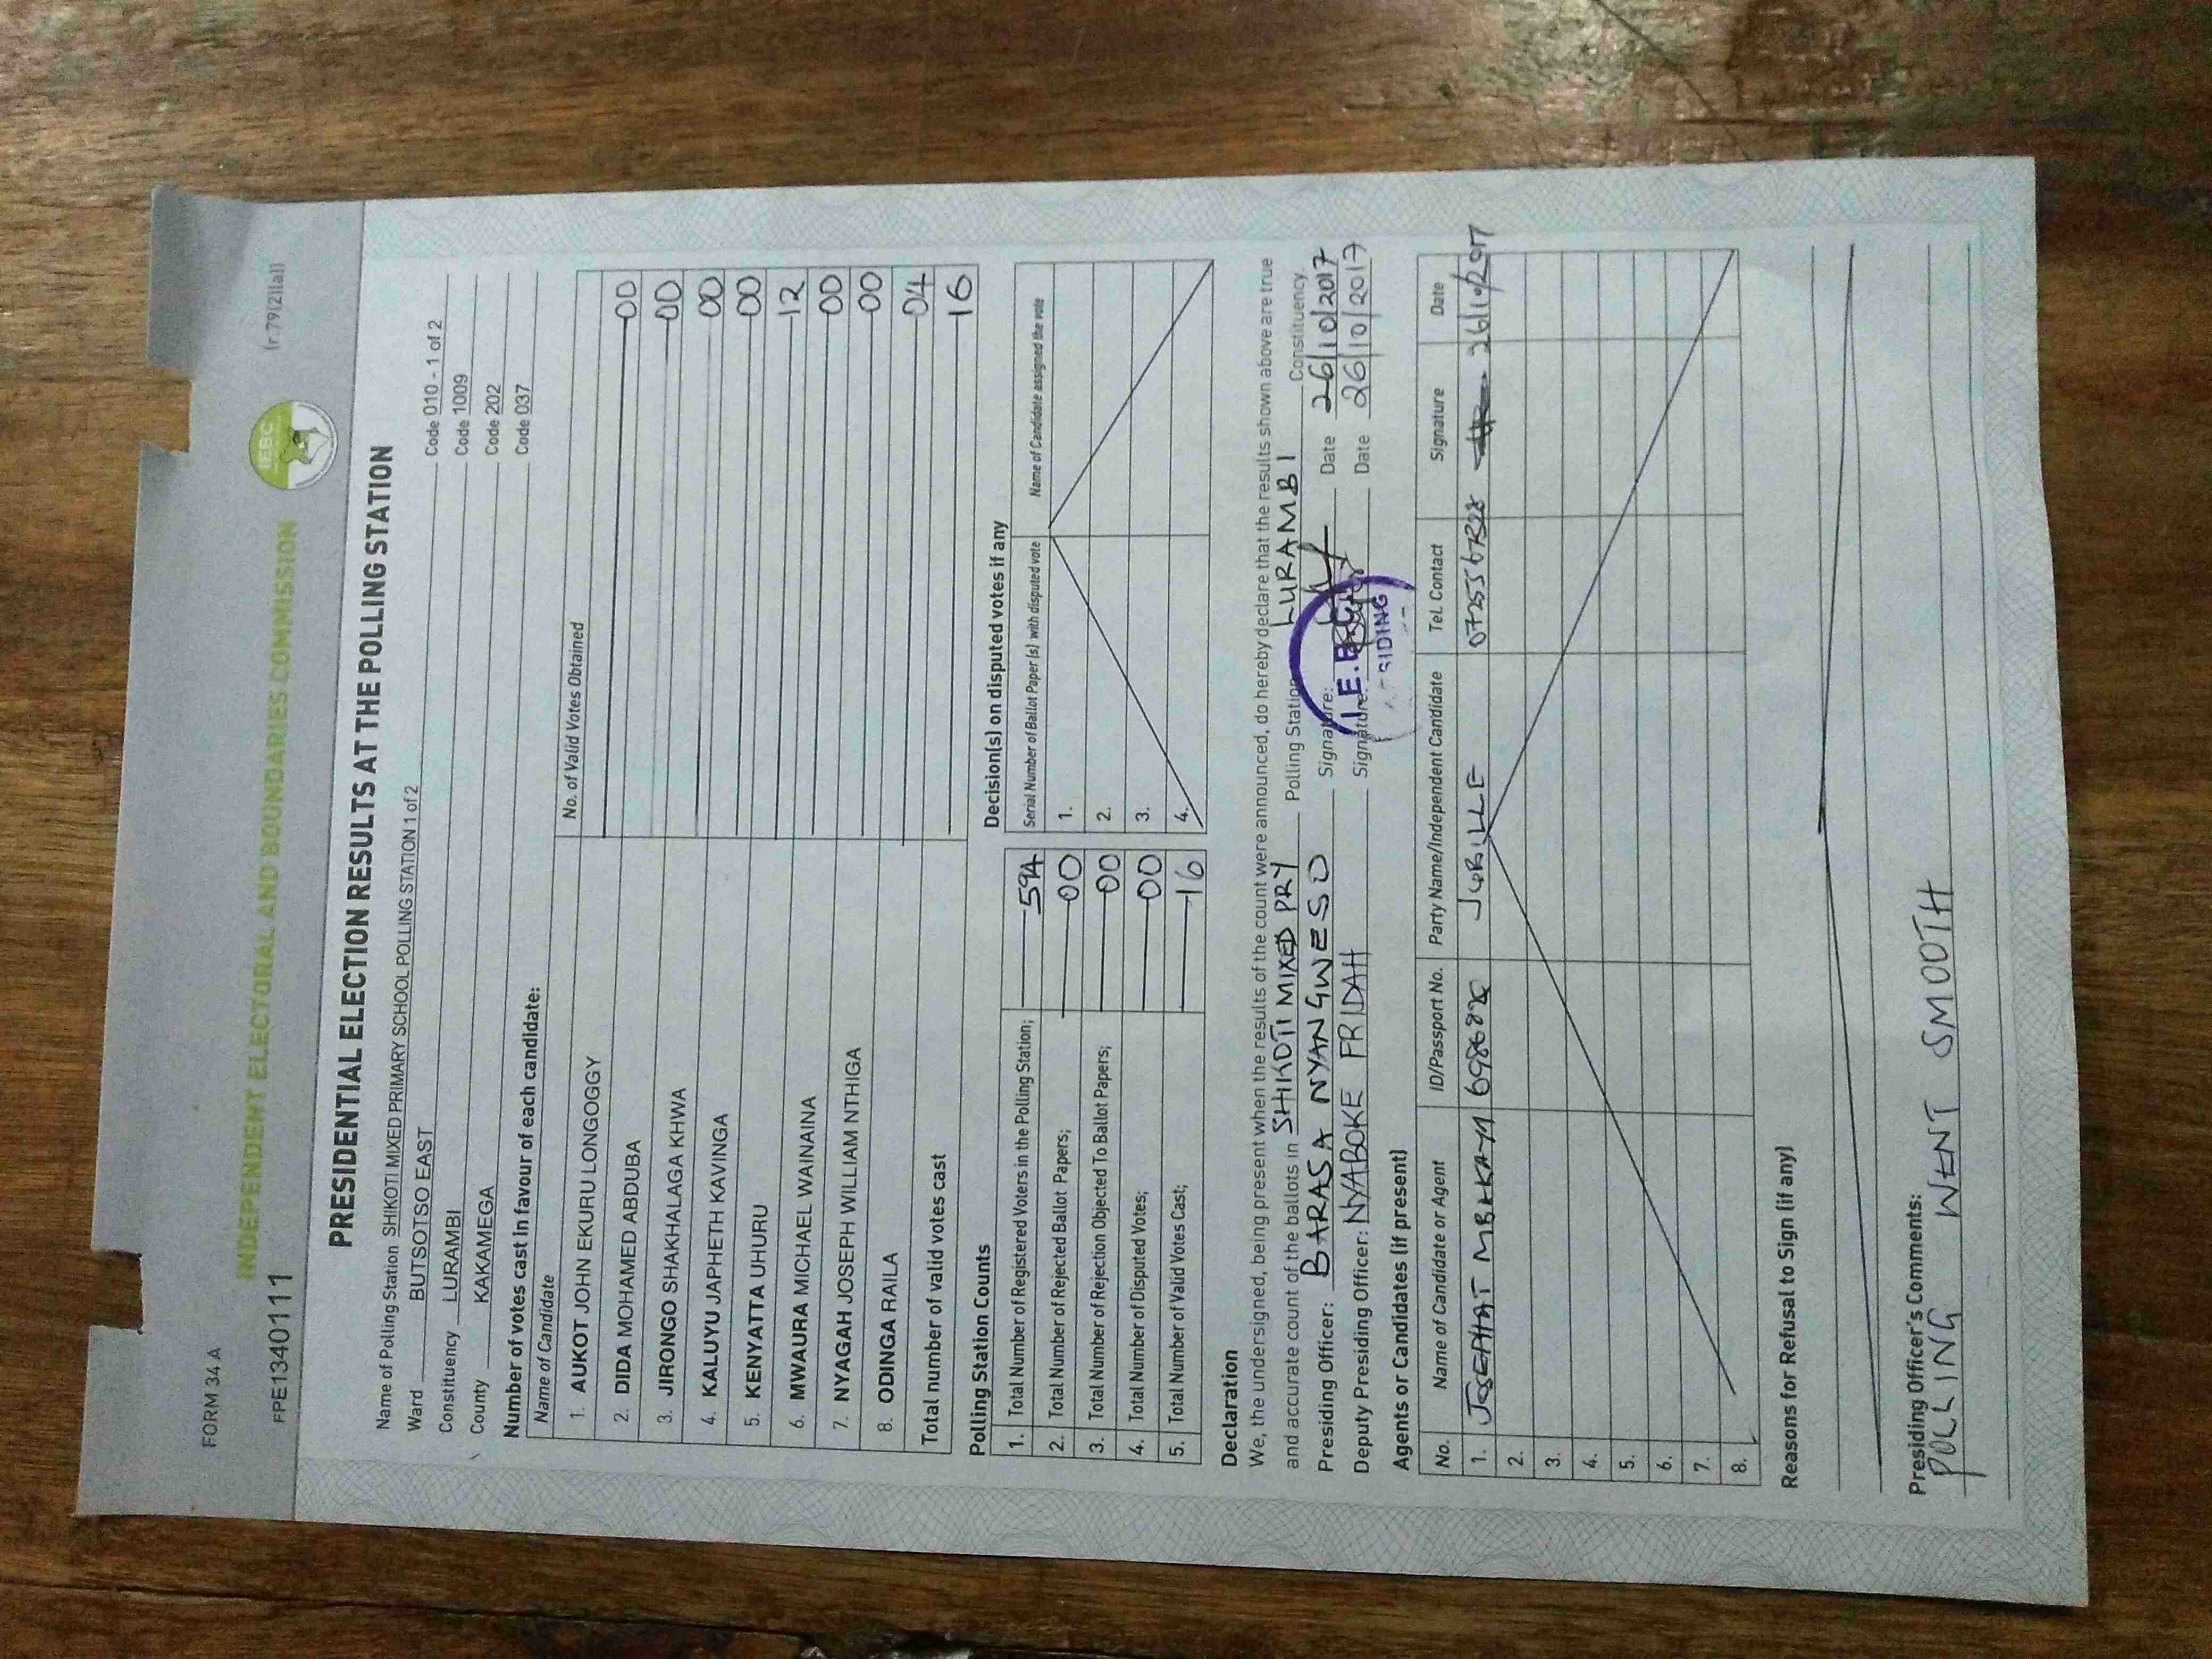 FORM 34 A
(r 79(2)(a))
INDEPENDENT ELECTORAL AND BOUNDARIES COMMISSION
IEBC
FPE1340111
PRESIDENTIAL ELECTION RESULTS AT THE POLLING STATION
Name of Polling Station SHIKOTI MIXED PRIMARY SCHOOL POLLING STATION 1 of 2 Code 010 - 1 of 2
Ward BUTSOTSO EAST Code 1009
Constituency LURAMBI Code 202
County KAKAMEGA Code 037
Number of votes cast in favour of each candidate:
Name of Candidate No. of Valid Votes Obtained
1. AUKOT JOHN EKURU LONGOGGY 00
2. DIDA MOHAMED ABDUBA 00
3. JIRONGO SHAKHALAGA KHWA 00
4. KALUYU JAPHETH KAVINGA 00
5. KENYATTA UHURU 12
6. MWAURA MICHAEL WAINAINA 00
7. NYAGAH JOSEPH WILLIAM NTHIGA 00
8. ODINGA RAILA 04
Total number of valid votes cast 16
Polling Station Counts
1. Total Number of Registered Voters in the Polling Station; 594
2. Total Number of Rejected Ballot Papers; 00
3. Total Number of Rejection Objected To Ballot Papers; 00
4. Total Number of Disputed Votes; 00
5. Total Number of Valid Votes Cast; 16
Decision(s) on disputed votes if any
Serial Number of Ballot Paper (s) with disputed vote Name of Candidate assigned the vote
1.
2.
3.
4.
Declaration
We, the undersigned, being present when the results of the count were announced, do hereby declare that the results shown above are true
and accurate count of the ballots in SHIKOTI MIXED PRY Polling Station LURAMBI Constituency.
Presiding Officer: BARASA NYANGWESO Signature: Date 26/10/2017
Deputy Presiding Officer: NYABOKE FRIDAH Signature: Date 26/10/2017
I.E.B.C
SIDING
Agents or Candidates (if present)
No. Name of Candidate or Agent ID/Passport No. Party Name/Independent Candidate Tel. Contact Signature Date
1. JOSEPHAT 26/10/2017
2.
3.
4.
5.
6.
7.
8.
Reasons for Refusal to Sign (if any)
Presiding Officer's Comments:
POLLING WENT SMOOTH